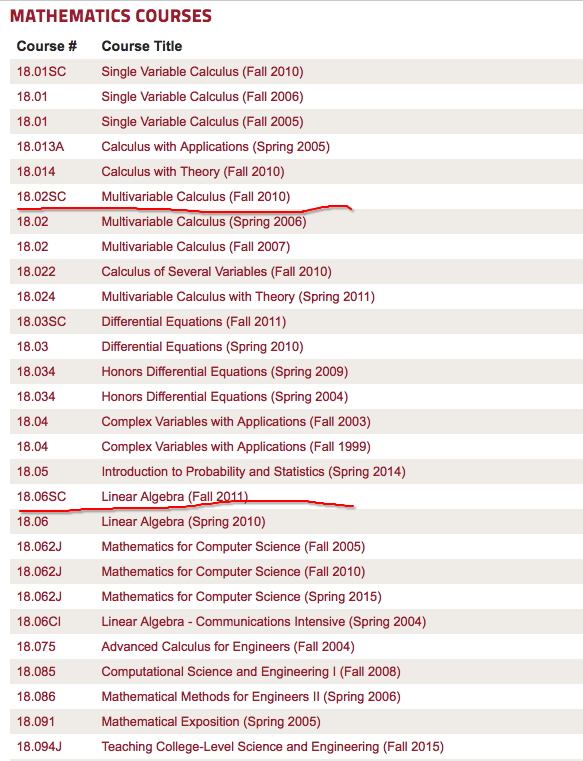 MATHEMATICS COURSES
Course # Course Title
18.01SC Single Variable Calculus (Fall 2010)
18.01 Single Variable Calculus (Fall 2006)
18.01 Single Variable Calculus (Fall 2005)
18.013A Calculus with Applications (Spring 2005)
18.014 Calculus with Theory (Fall 2010)
18.02SC Multivariable Calculus (Fall 2010)
18.02 Multivariable Calculus (Spring 2006)
18.02 Multivariable Calculus (Fall 2007)
18.022 Calculus of Several Variables (Fall 2010)
18.024 Multivariable Calculus with Theory (Spring 2011)
18.03SC Differential Equations (Fall 2011)
18.03 Differential Equations (Spring 2010)
18.034 Honors Differential Equations (Spring 2009)
18.034 Honors Differential Equations (Spring 2004)
18.04 Complex Variables with Applications (Fall 2003)
18.04 Complex Variables with Applications (Fall 1999)
18.05 Introduction to Probability and Statistics (Spring 2014)
18.06SC Linear Algebra (Fall 2011)
18.06 Linear Algebra (Spring 2010)
18.062J Mathematics for Computer Science (Fall 2005)
18.062J Mathematics for Computer Science (Fall 2010)
18.062J Mathematics for Computer Science (Spring 2015)
18.06CI Linear Algebra - Communications Intensive (Spring 2004)
18.075 Advanced Calculus for Engineers (Fall 2004)
18.085 Computational Science and Engineering I (Fall 2008)
18.086 Mathematical Methods for Engineers II (Spring 2006)
18.091 Mathematical Exposition (Spring 2005)
18.094J Teaching College-Level Science and Engineering (Fall 2015)